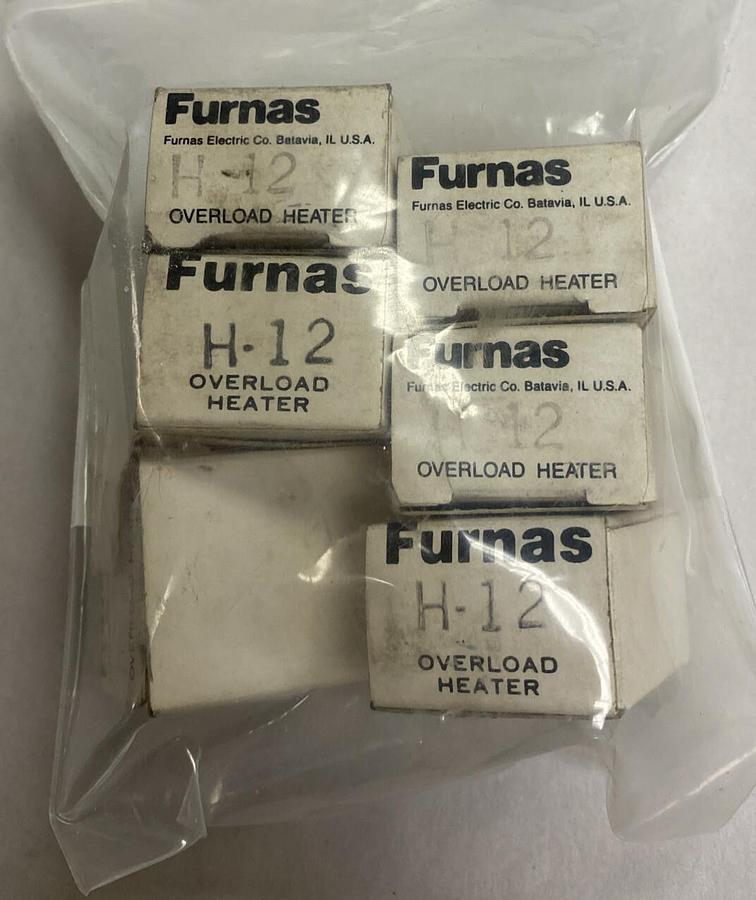 Furnas
Furnas Electric Co. Batavia, IL U.S.A.
H-12
OVERLOAD HEATER
Furnas
Furnas Electric Co. Batavia, IL U.S.A.
H 12
OVERLOAD HEATER
Furnas
H-12
OVERLOAD
HEATER
Furnas
Furnas Electric Co. Batavia, IL U.S.A.
H 12
OVERLOAD HEATER
Furnas
H-12
OVERLOAD
HEATER